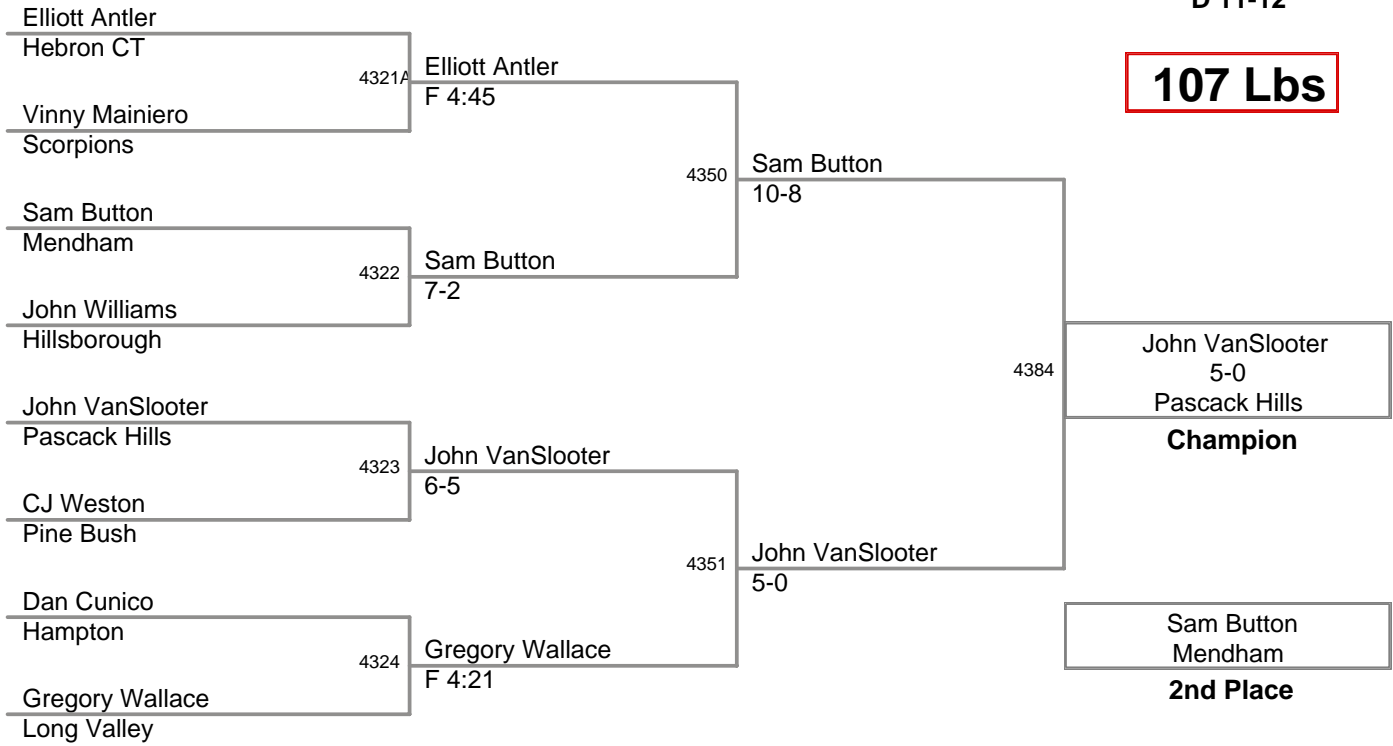 D 11-12
107 Lbs
Elliott Antler
Hebron CT
4321A
Elliott Antler
F 4:45
Vinny Mainiero
Scorpions
4350
Sam Button
10-8
Sam Button
Mendham
4322
Sam Button
7-2
John Williams
Hillsborough
4384
John VanSlooter
5-0
Pascack Hills
Champion
John VanSlooter
Pascack Hills
4323
John VanSlooter
6-5
CJ Weston
Pine Bush
4351
John VanSlooter
5-0
Dan Cunico
Hampton
4324
Gregory Wallace
F 4:21
Gregory Wallace
Long Valley
Sam Button
Mendham
2nd Place